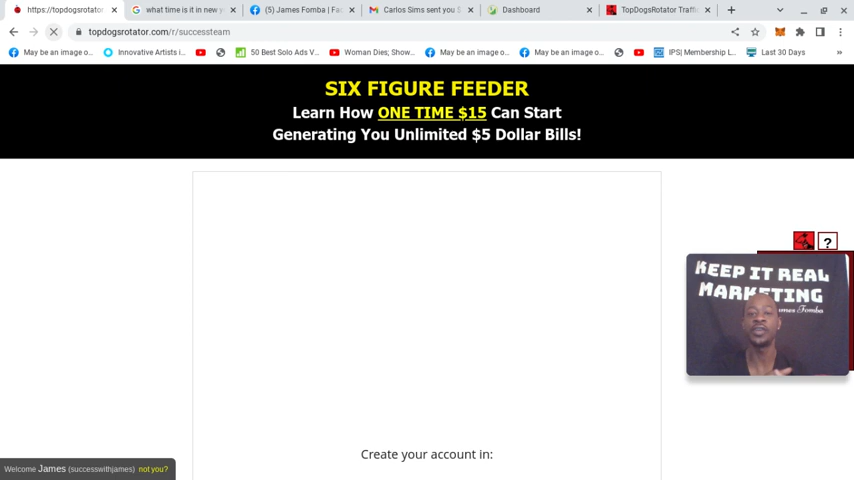 https://topdogsrotator
what time is it in new y
(5) James Fomba | Fac
Carlos Sims sent you $
Dashboard
TopDogsRotator Traffi
topdogsrotator.com/r/successteam
May be an image o...
Innovative Artists i...
50 Best Solo Ads V...
Woman Dies; Show...
May be an image o...
May be an image o...
IPS| Membership L...
Last 30 Days
SIX FIGURE FEEDER
Learn How ONE TIME $15 Can Start
Generating You Unlimited $5 Dollar Bills!
?
KEEP IT REAL
MARKETING
James Fomba
Create your account in:
Welcome James (successwithjames) not you?